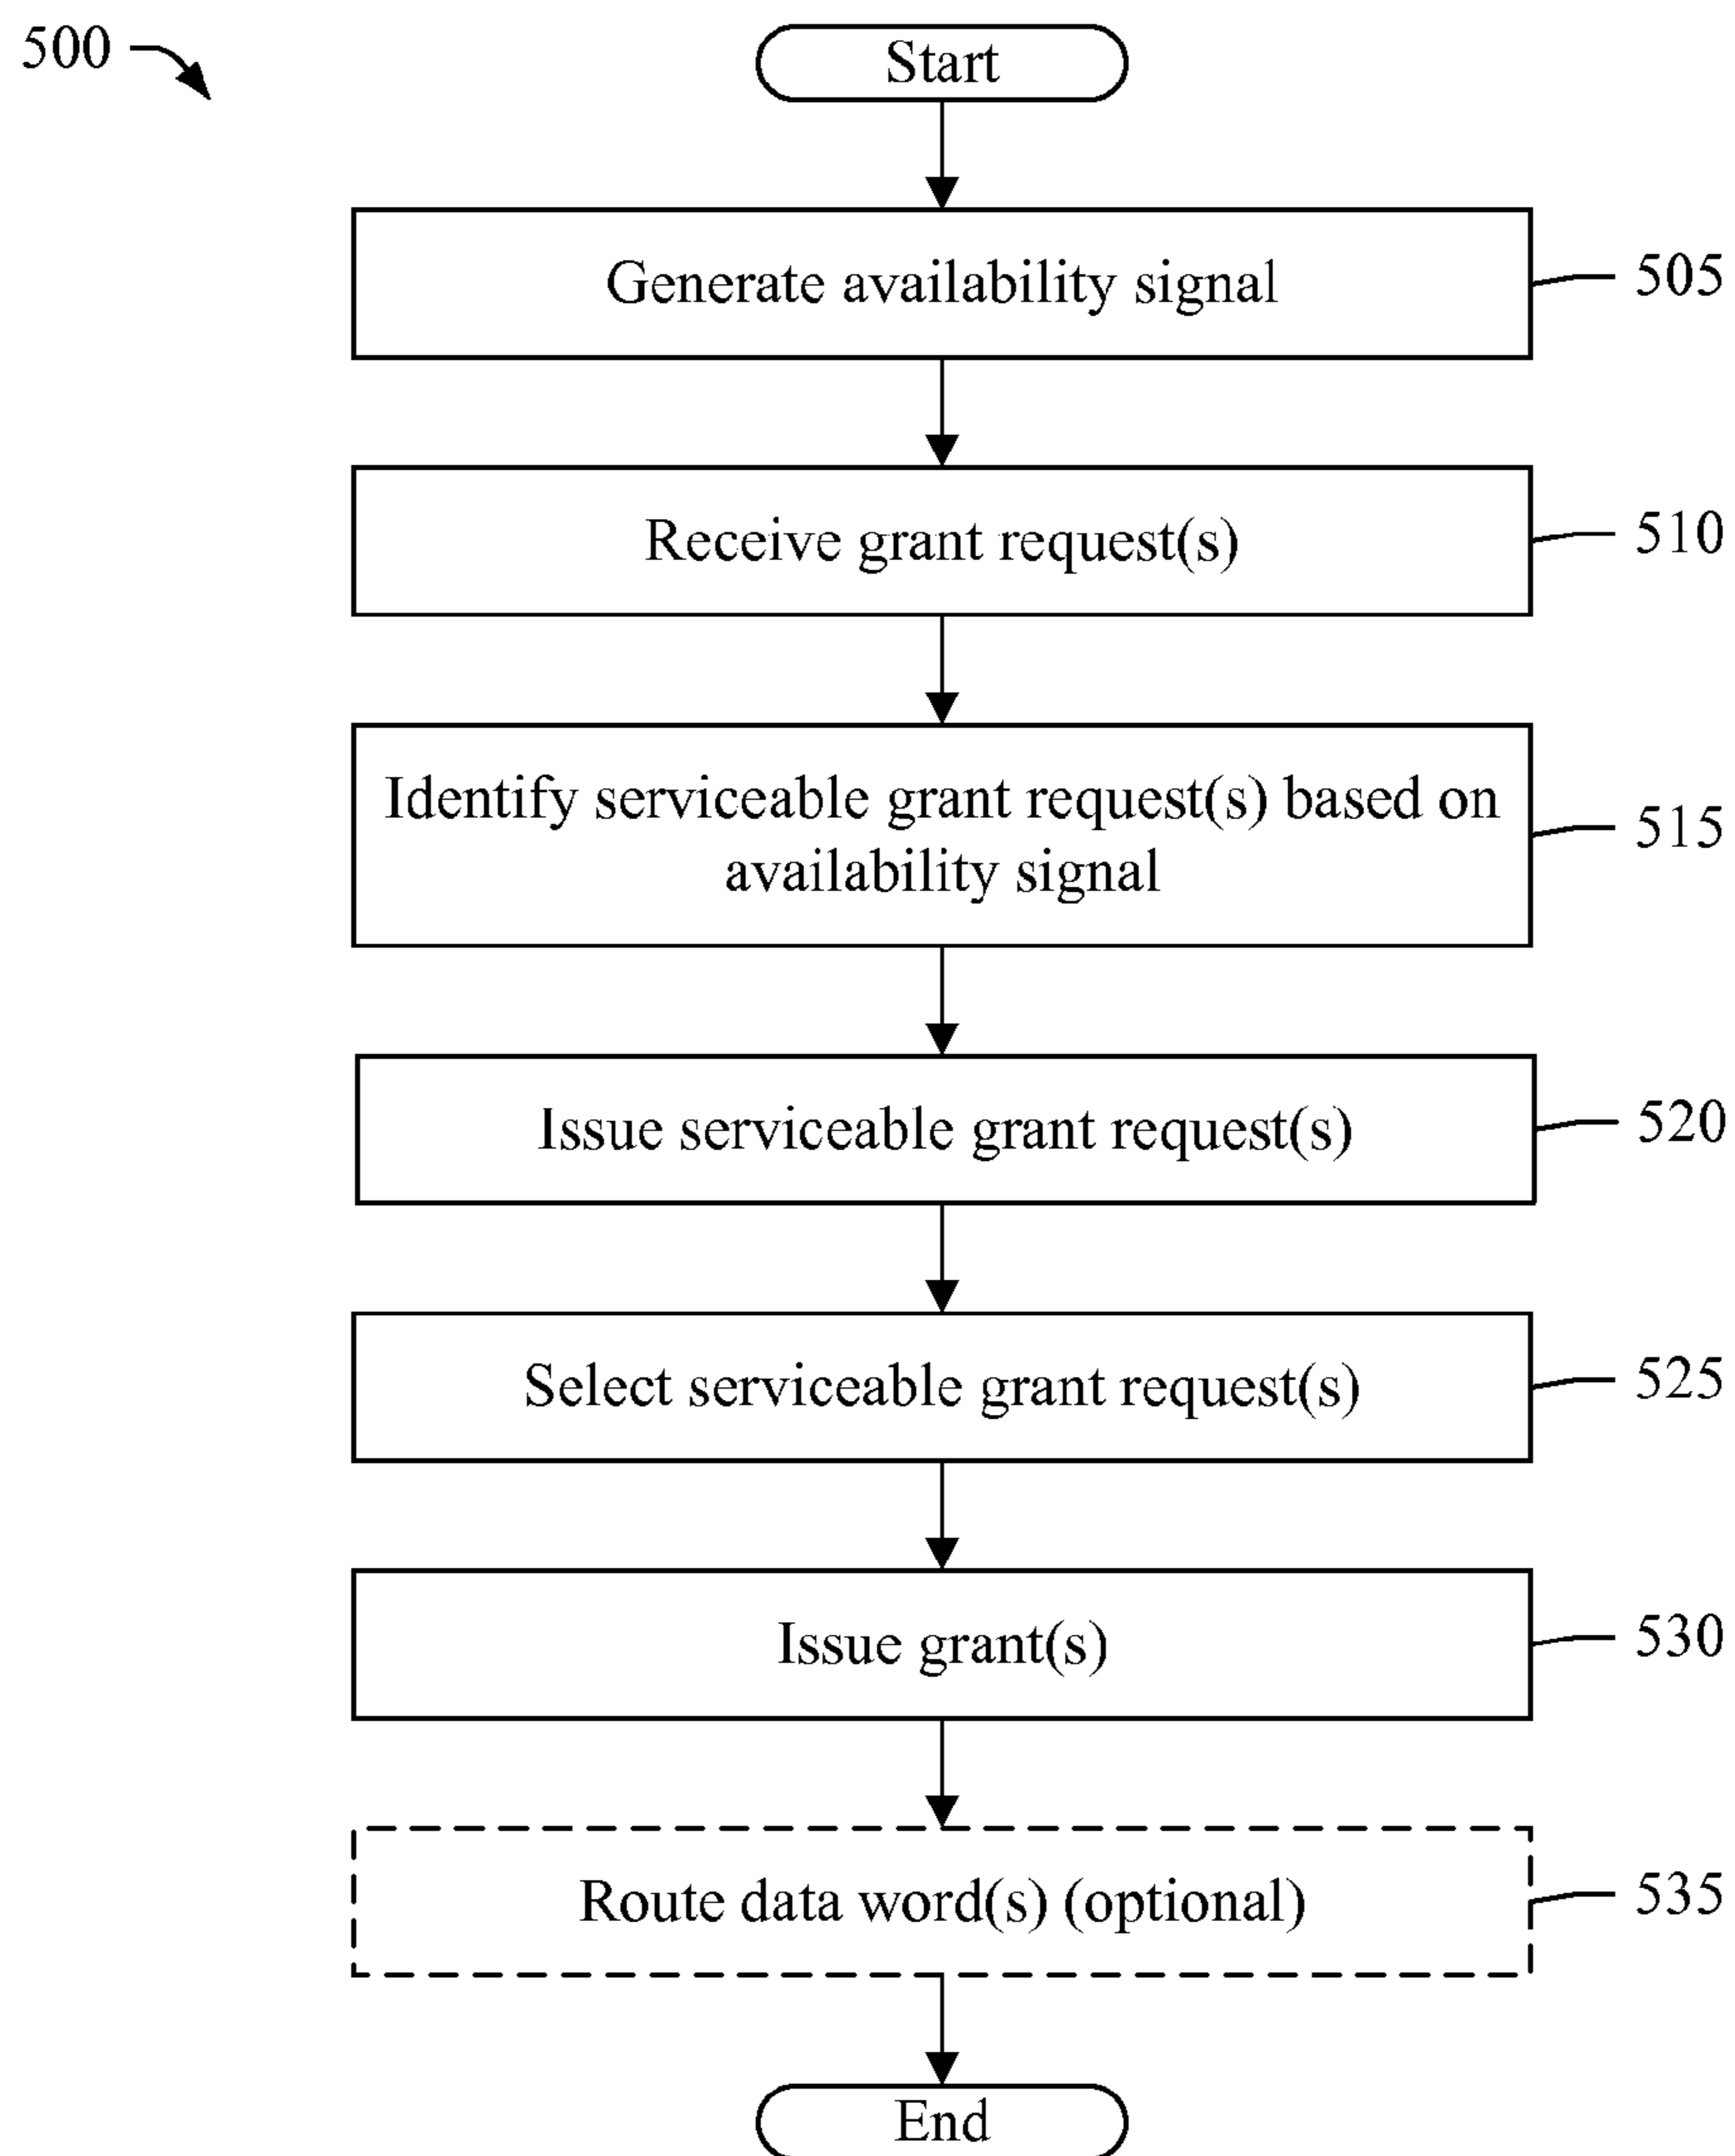 500
Start
Generate availability signal
505
Receive grant request(s)
510
Identify serviceable grant request(s) based on
availability signal
515
Issue serviceable grant request(s)
520
Select serviceable grant request(s)
525
Issue grant(s)
530
Route data word(s) (optional)
535
End